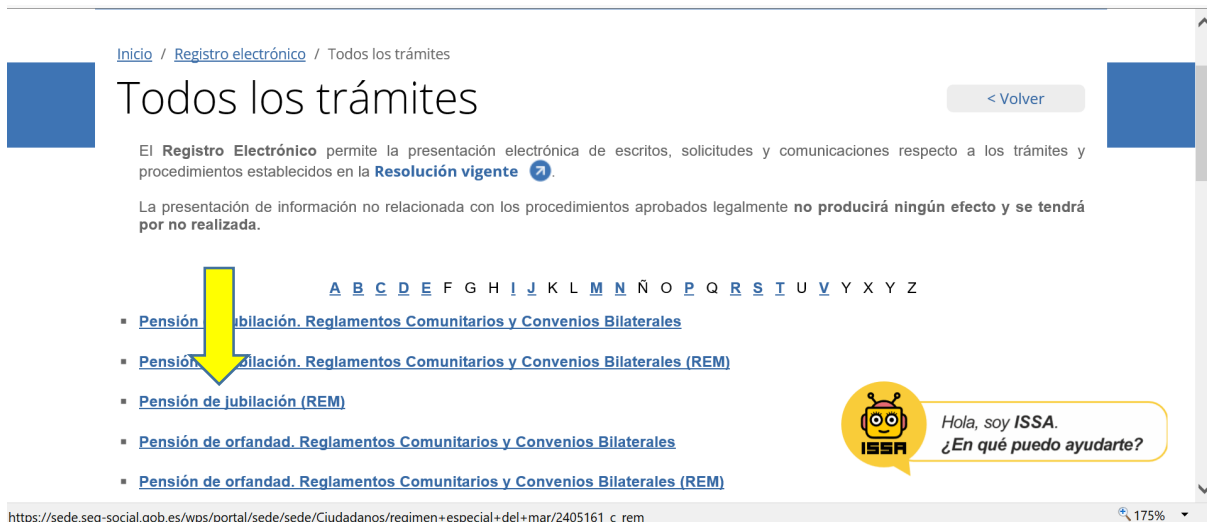 Inicio / Registro electrónico / Todos los trámites
Todos los trámites
< Volver
El Registro Electrónico permite la presentación electrónica de escritos, solicitudes y comunicaciones respecto a los trámites y
procedimientos establecidos en la Resolución vigente .
La presentación de información no relacionada con los procedimientos aprobados legalmente no producirá ningún efecto y se tendrá
por no realizada.
A B C D E F G H I J K L M N Ñ O P Q R S T U V Y X Y Z
Pensión ubilación. Reglamentos Comunitarios y Convenios Bilaterales
Pensión bilación. Reglamentos Comunitarios y Convenios Bilaterales (REM)
Pensión de jubilación (REM)
Pensión de orfandad. Reglamentos Comunitarios y Convenios Bilaterales
Pensión de orfandad. Reglamentos Comunitarios y Convenios Bilaterales (REM)
ISSA
Hola, soy ISSA.
¿En qué puedo ayudarte?
https://sede.seg-social.gob.es/wps/portal/sede/sede/Ciudadanos/regimen+especial+del+mar/2405161_c_rem
175%